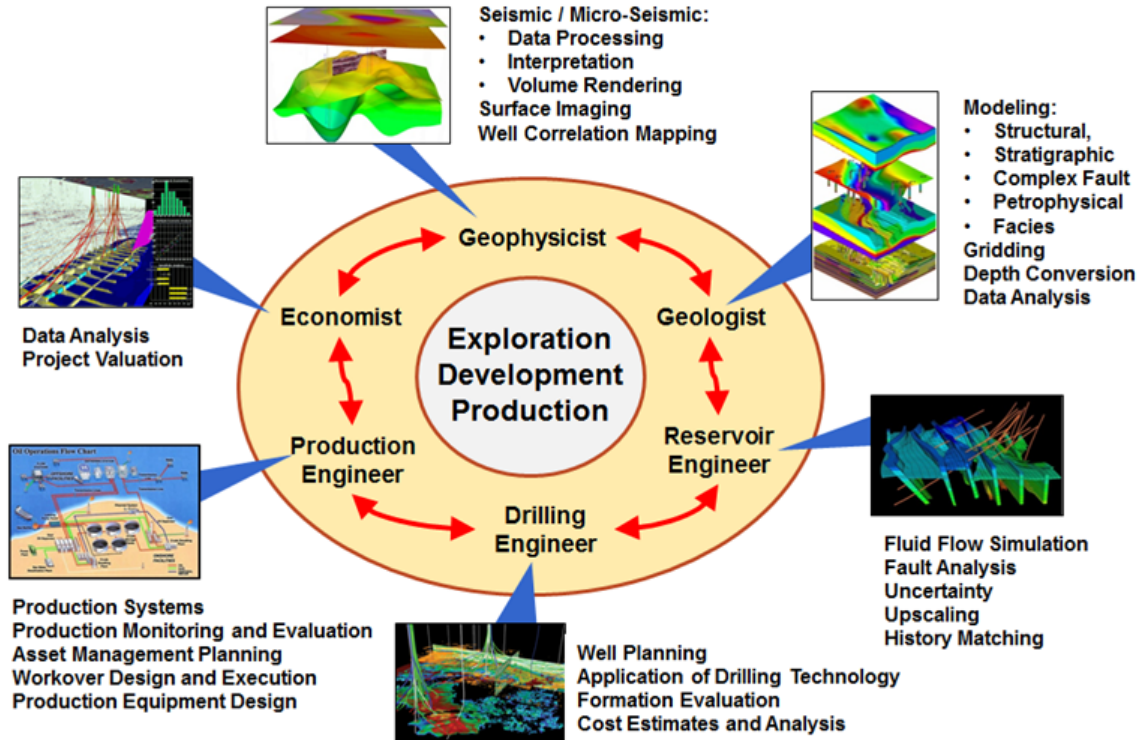 Seismic / Micro-Seismic:
• Data Processing
• Interpretation
• Volume Rendering
Surface Imaging
Well Correlation Mapping
Modeling:
• Structural,
• Stratigraphic
• Complex Fault
• Petrophysical
• Facies
Gridding
Depth Conversion
Data Analysis
Geophysicist
Economist
Geologist
Exploration
Development
Production
Data Analysis
Project Valuation
Production
Engineer
Reservoir
Engineer
Drilling
Engineer
Oil Operations Flow Chart
Fluid Flow Simulation
Fault Analysis
Uncertainty
Upscaling
History Matching
Production Systems
Production Monitoring and Evaluation
Asset Management Planning
Workover Design and Execution
Production Equipment Design
Well Planning
Application of Drilling Technology
Formation Evaluation
Cost Estimates and Analysis